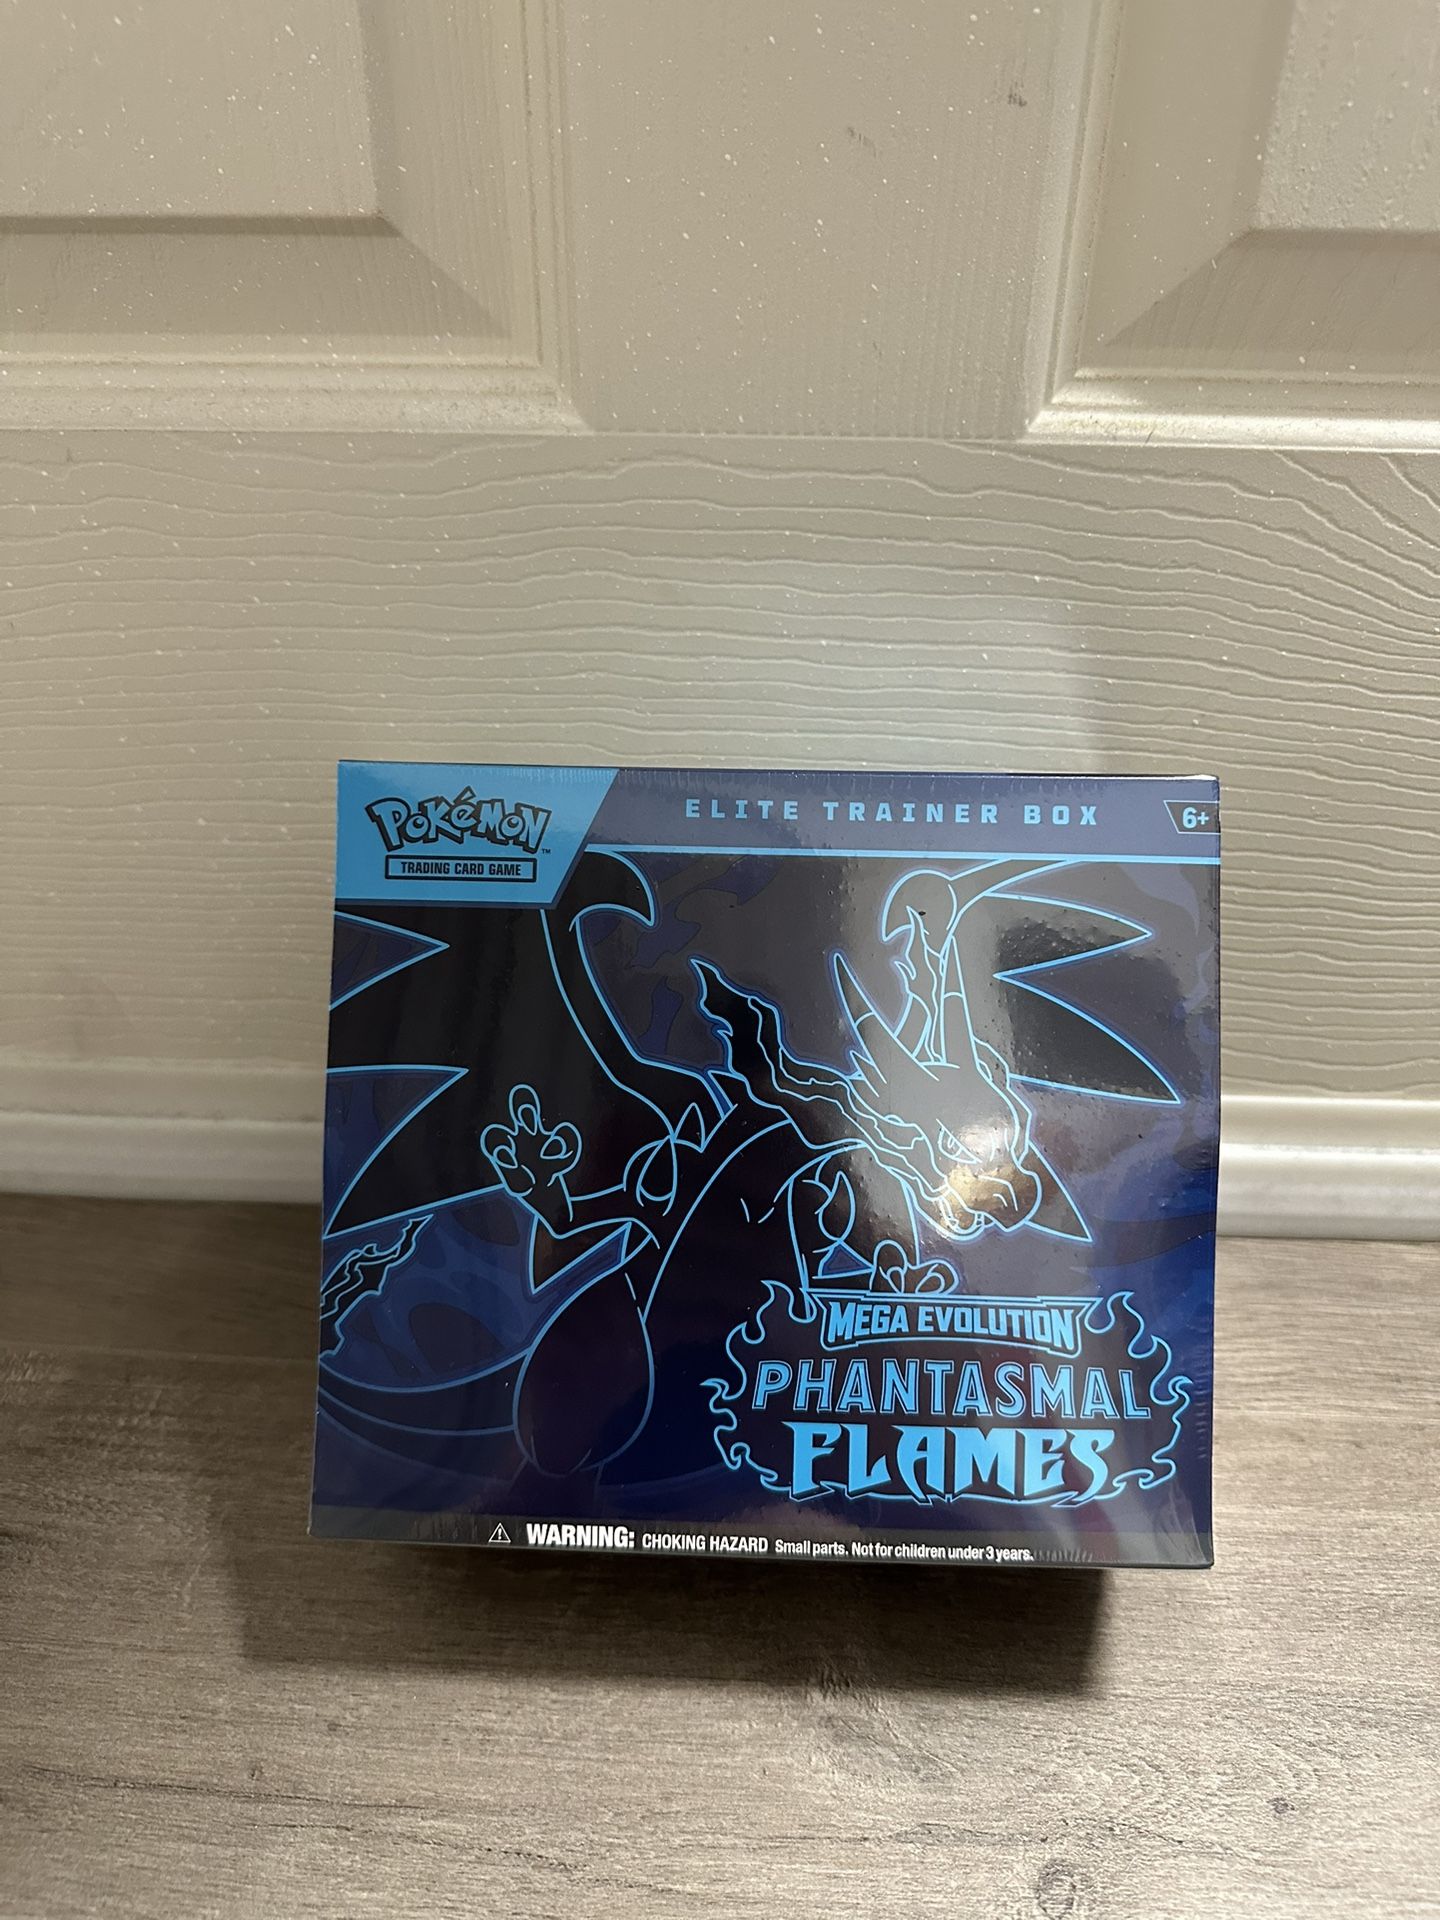 POKéMON
™
TRADING CARD GAME
ELITE TRAINER BOX
6+
MEGA EVOLUTION
PHANTASMAL
FLAMES
WARNING: CHOKING HAZARD Small parts. Not for children under 3 years.